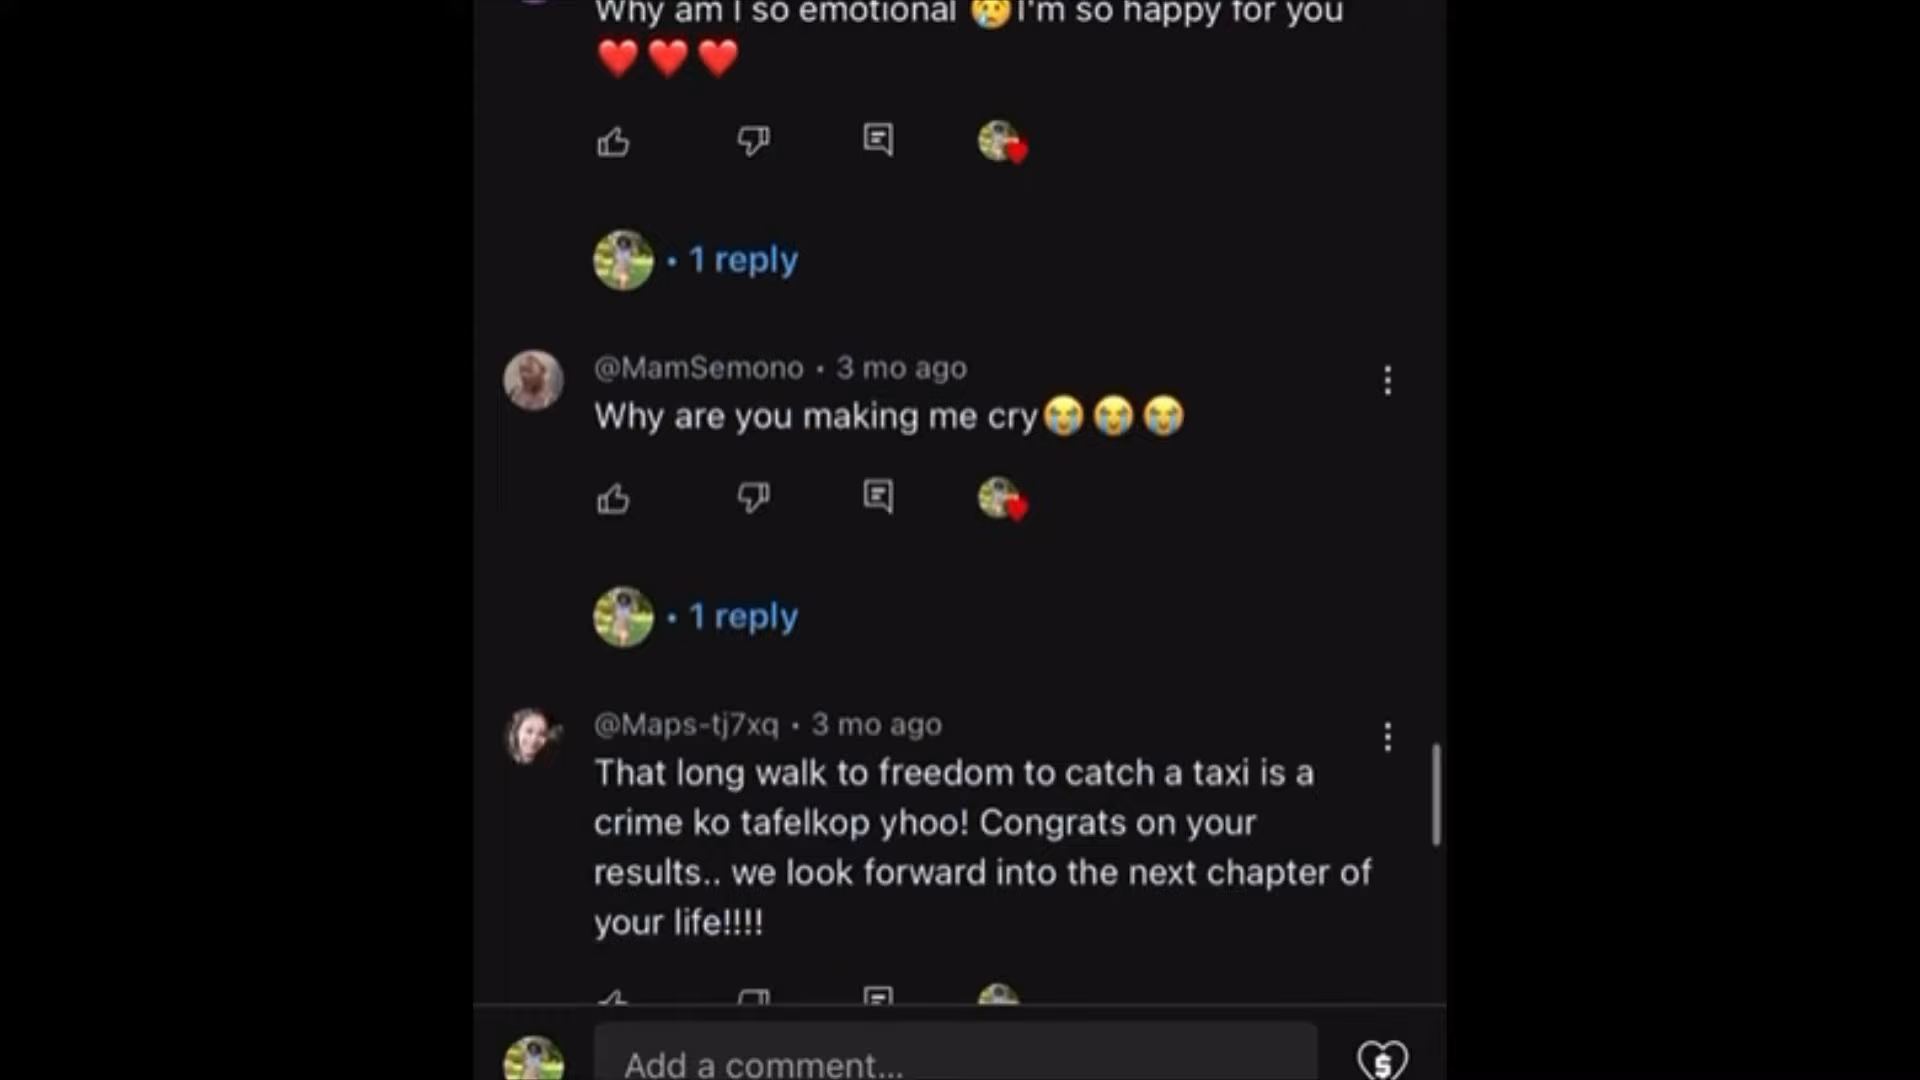 Why am I so emotional 😢I'm so happy for you
❤️❤️❤️
• 1 reply
@MamSemono • 3 mo ago
Why are you making me cry😭😭😭
• 1 reply
@Maps-tj7xq • 3 mo ago
That long walk to freedom to catch a taxi is a
crime ko tafelkop yhoo! Congrats on your
results.. we look forward into the next chapter of
your life!!!!
Add a comment...